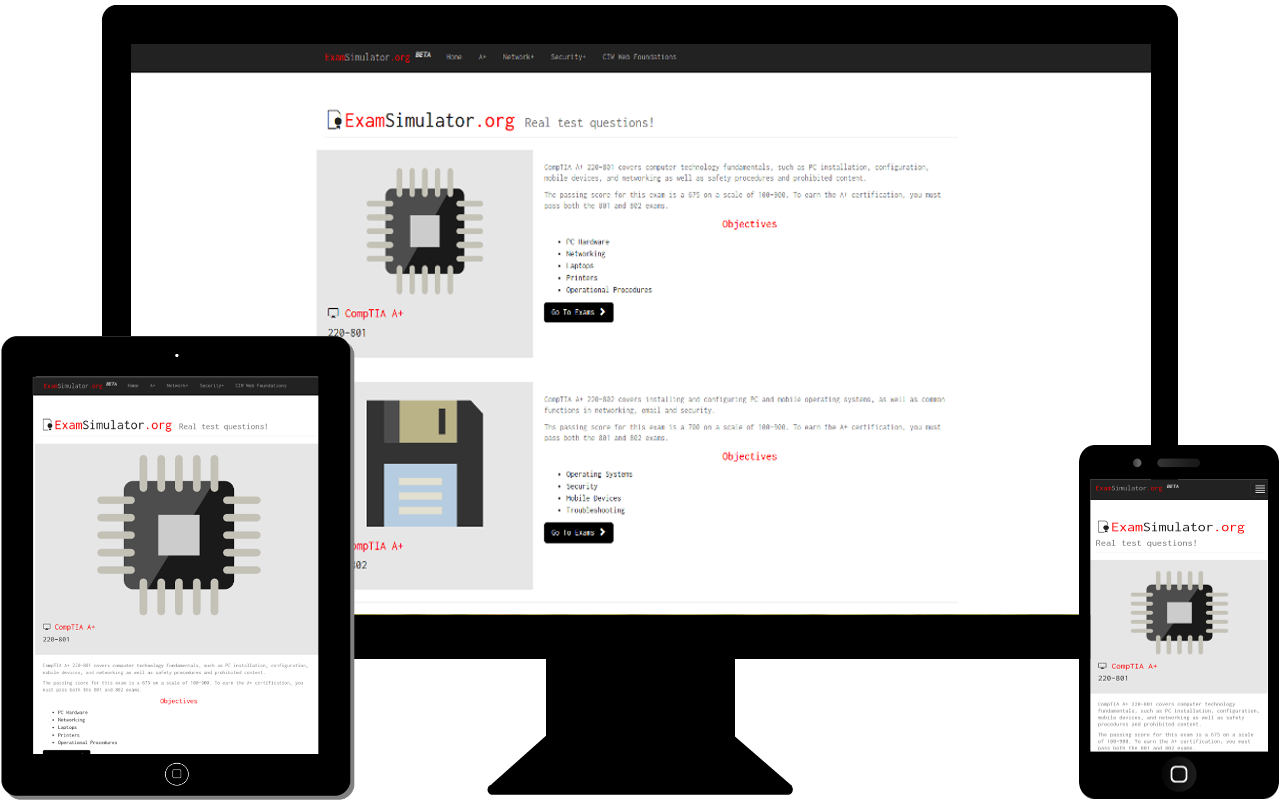 ExamSimulator.org BETA Home A+ Network+ Security+ CIW Web Foundations
ExamSimulator.org Real test questions!
CompTIA A+ 220-801 covers computer technology fundamentals, such as PC installation, configuration,
mobile devices, and networking as well as safety procedures and prohibited content.
The passing score for this exam is a 675 on a scale of 100-900. To earn the A+ certification, you must
pass both the 801 and 802 exams.
Objectives
• PC Hardware
• Networking
• Laptops
• Printers
• Operational Procedures
Go To Exams
CompTIA A+
220-801
CompTIA A+ 220-802 covers installing and configuring PC and mobile operating systems, as well as common
functions in networking, email and security.
Ths passing score for this exam is a 700 on a scale of 100-900. To earn the A+ certification, you must
pass both the 801 and 802 exams.
Objectives
• Operating Systems
• Security
• Mobile Devices
• Troubleshooting
Go To Exams
ompTIA A+
02
ExamSimulator.org BETA Home A+ Network+ Security+ CIW Web Foundations
ExamSimulator.org Real test questions!
CompTIA A+
220-801
CompTIA A+ 220-801 covers computer technology fundamentals, such as PC installation, configuration,
mobile devices, and networking as well as safety procedures and prohibited content.
The passing score for this exam is a 675 on a scale of 100-900. To earn the A+ certification, you
must pass both the 801 and 802 exams.
Objectives
• PC Hardware
• Networking
• Laptops
• Printers
• Operational Procedures
ExamSimulator.org BETA
ExamSimulator.org
Real test questions!
CompTIA A+
220-801
CompTIA A+ 220-801 covers computer technology
fundamentals, such as PC installation, configuration,
mobile devices, and networking as well as safety
procedures and prohibited content.
The passing score for this exam is a 675 on a scale
of 100-900. To earn the A+ certification, you must
pass both the 801 and 802 exams.